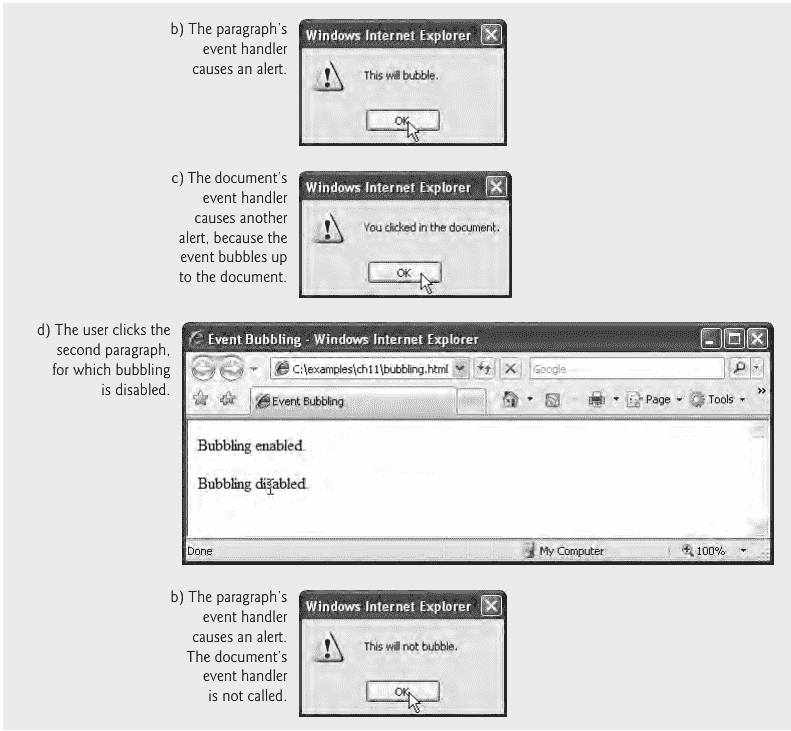 b) The paragraph's
event handler
causes an alert.
Windows Internet Explorer
This will bubble.
OK
c) The document's
event handler
causes another
alert, because the
event bubbles up
to the document.
Windows Internet Explorer
You clicked in the document.
OK
d) The user clicks the
second paragraph,
for which bubbling
is disabled.
Event Bubbling - Windows Internet Explorer
C:\examples\ch11\bubbling.html
Google
Event Bubbling
Page
Tools
»
Bubbling enabled.
Bubbling disabled.
Done
My Computer
100%
b) The paragraph's
event handler
causes an alert.
The document's
event handler
is not called.
Windows Internet Explorer
This will not bubble.
OK